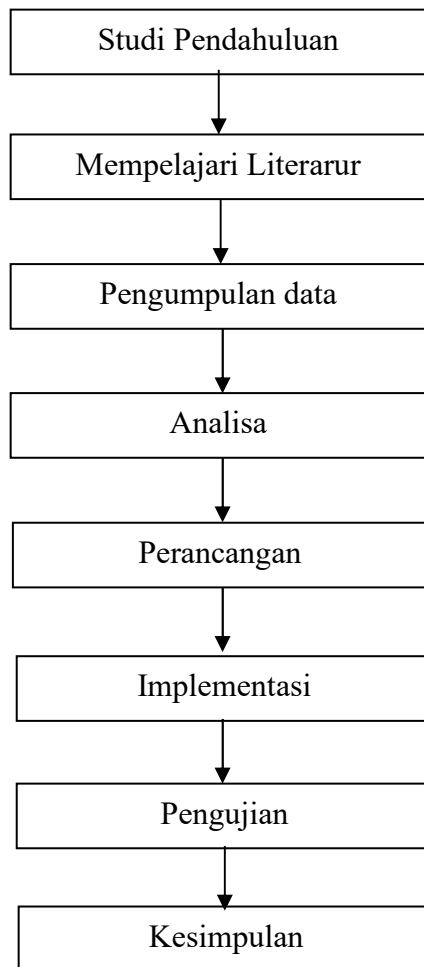 Studi Pendahuluan
Mempelajari Literarur
Pengumpulan data
Analisa
Perancangan
Implementasi
Pengujian
Kesimpulan